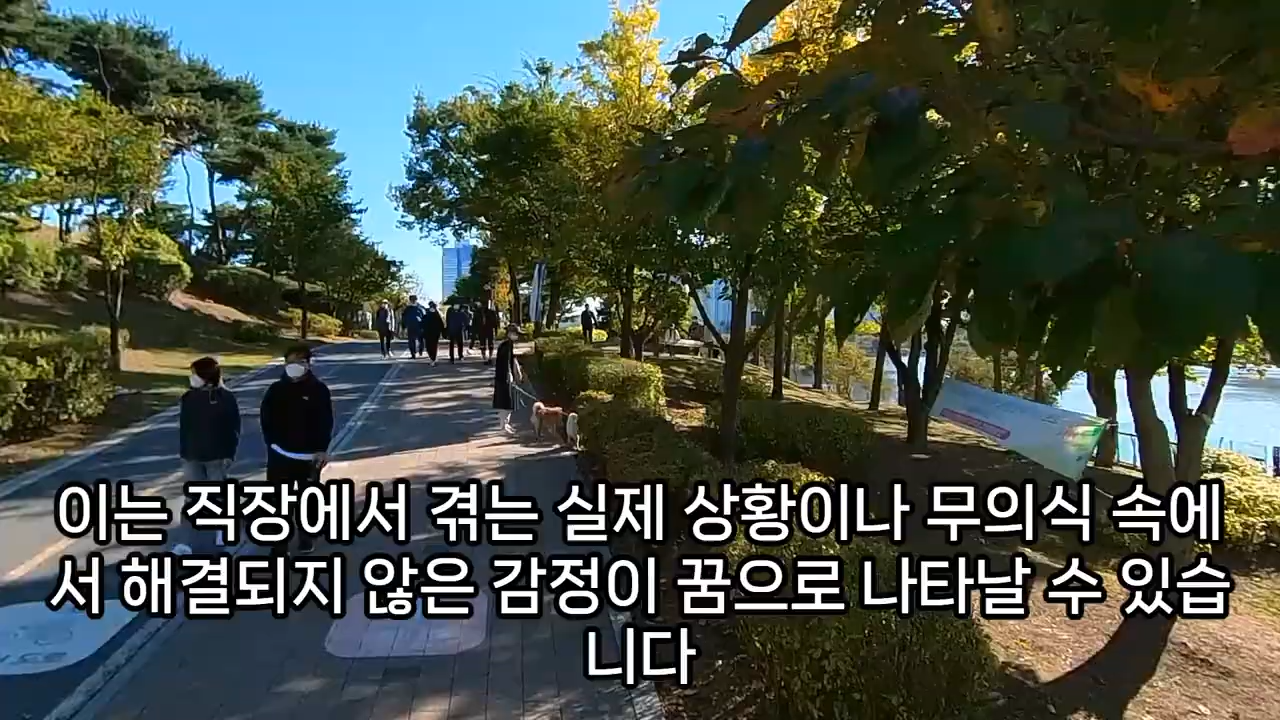 이는 직장에서 겪는 실제 상황이나 무의식 속에
서 해결되지 않은 감정이 꿈으로 나타날 수 있습
니다